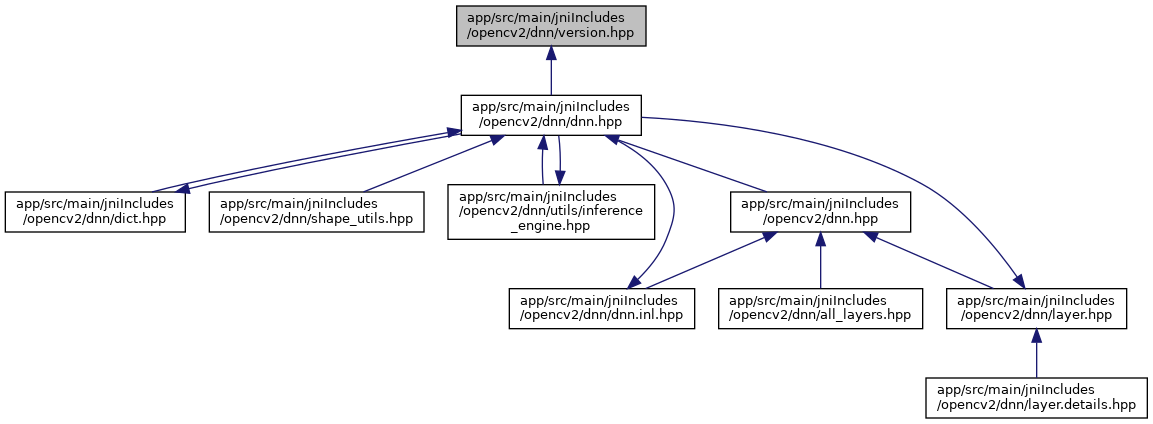 app/src/main/jniIncludes
/opencv2/dnn/version.hpp
app/src/main/jniIncludes
/opencv2/dnn/dnn.hpp
app/src/main/jniIncludes
/opencv2/dnn/dict.hpp
app/src/main/jniIncludes
/opencv2/dnn/shape_utils.hpp
app/src/main/jniIncludes
/opencv2/dnn/utils/inference
_engine.hpp
app/src/main/jniIncludes
/opencv2/dnn.hpp
app/src/main/jniIncludes
/opencv2/dnn/dnn.inl.hpp
app/src/main/jniIncludes
/opencv2/dnn/all_layers.hpp
app/src/main/jniIncludes
/opencv2/dnn/layer.hpp
app/src/main/jniIncludes
/opencv2/dnn/layer.details.hpp